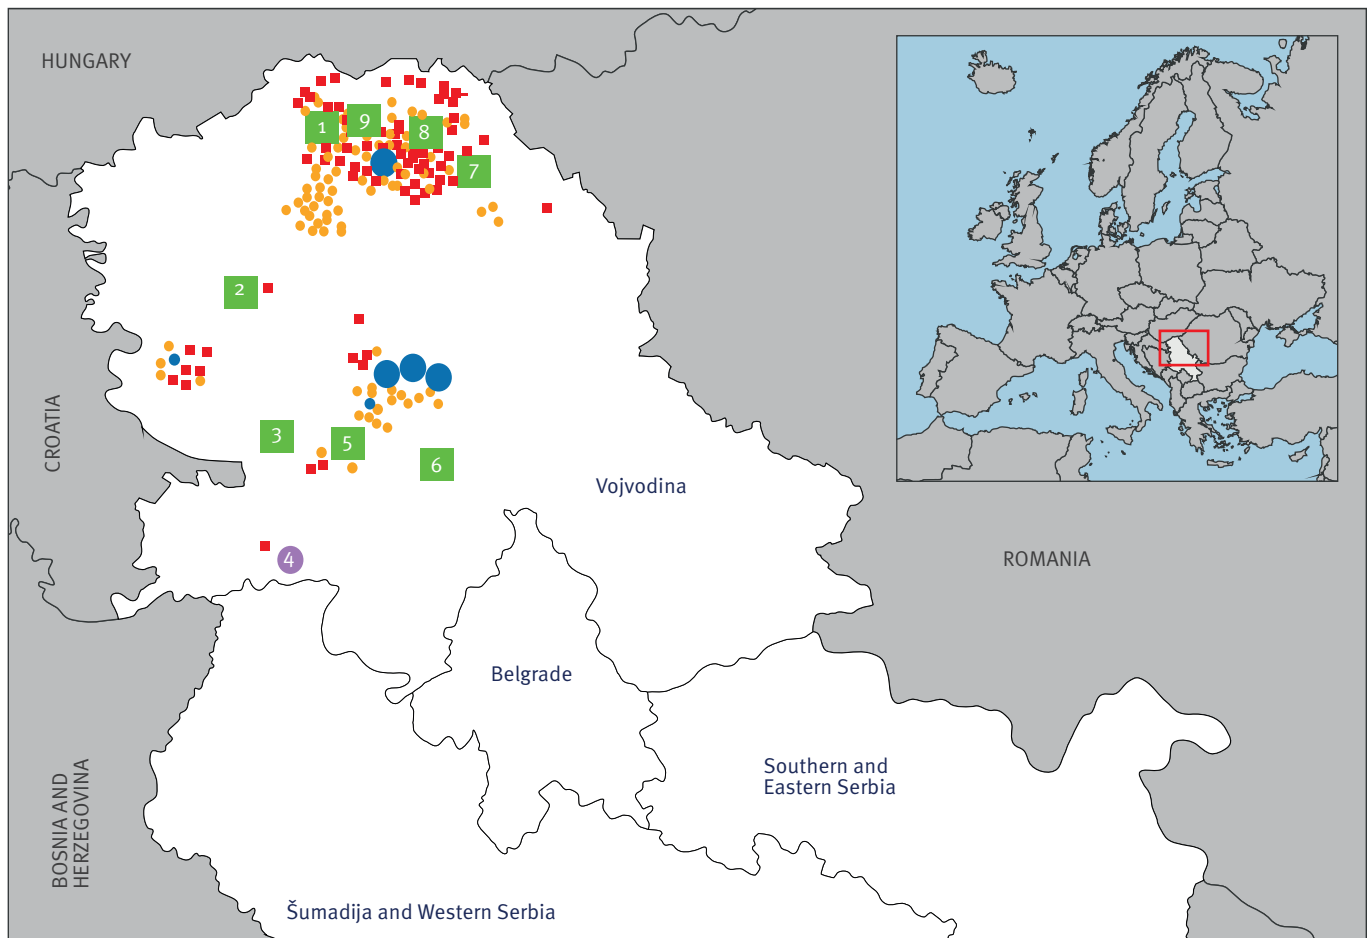 HUNGARY
1
9
8
7
2
CROATIA
3
5
6
Vojvodina
4
ROMANIA
Belgrade
BOSNIA AND
HERZEGOVINA
Southern and
Eastern Serbia
Šumadija and Western Serbia